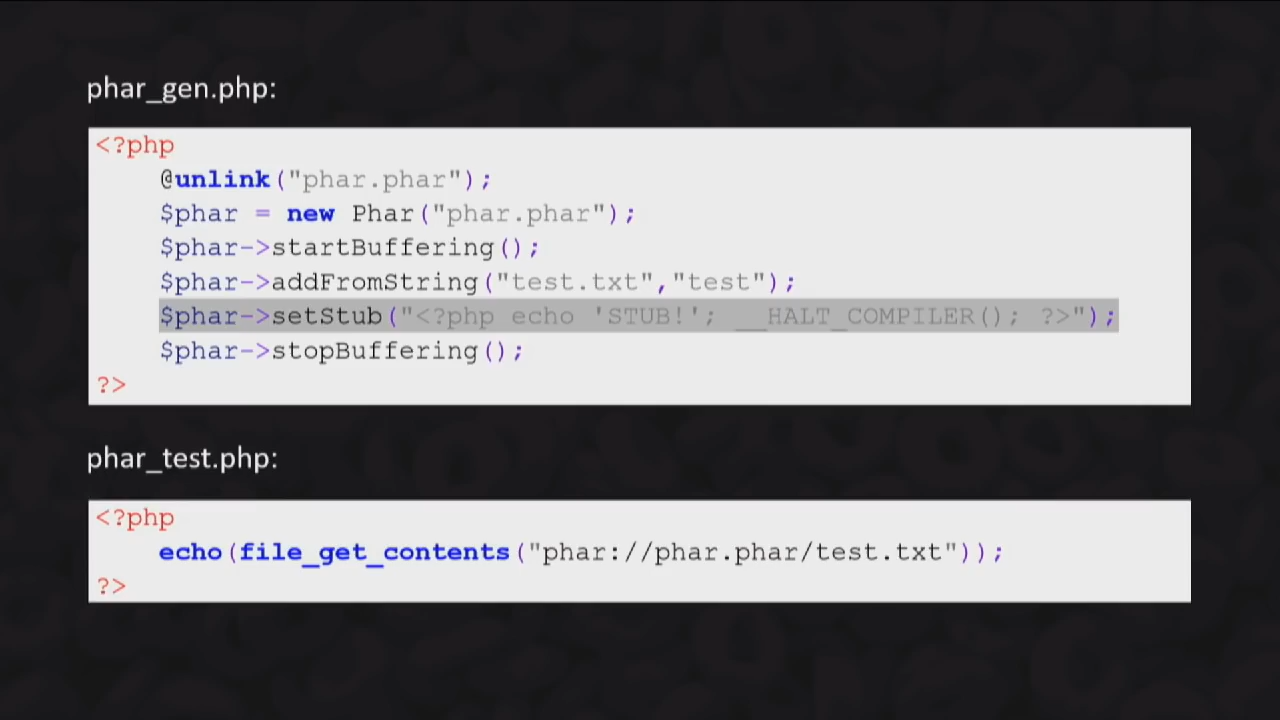 phar_gen.php:
<?php
@unlink("phar.phar");
$phar = new Phar("phar.phar");
$phar->startBuffering();
$phar->addFromString("test.txt","test");
$phar->setStub("<?php echo 'STUB!'; __HALT_COMPILER(); ?>");
$phar->stopBuffering();
?>
phar_test.php:
<?php
echo(file_get_contents("phar://phar.phar/test.txt"));
?>